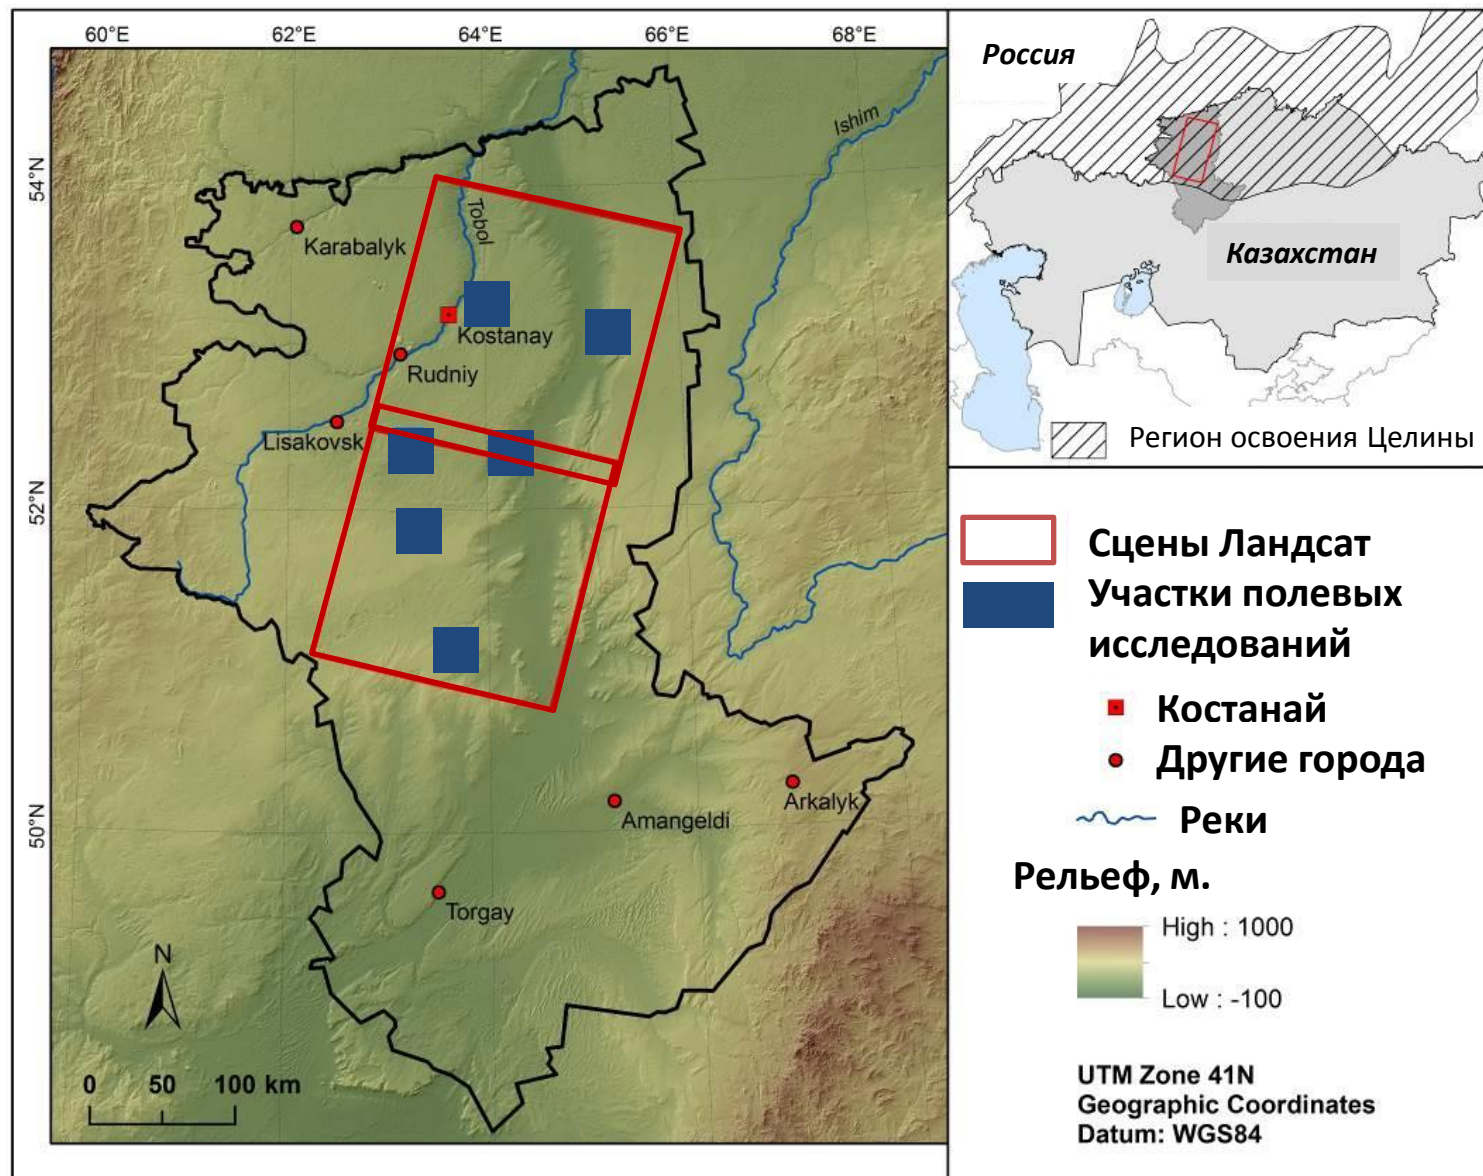 60°E 62°E 64°E 66°E 68°E
54°N
52°N
50°N
Ishim
Tobol
Karabalyk
Kostanay
Rudniy
Lisakovsk
Arkalyk
Amangeldi
Torgay
N
0 50 100 km
Россия
Казахстан
Регион освоения Целины
Сцены Ландсат
Участки полевых
исследований
Костанай
Другие города
Реки
Рельеф, м.
High : 1000
Low : -100
UTM Zone 41N
Geographic Coordinates
Datum: WGS84